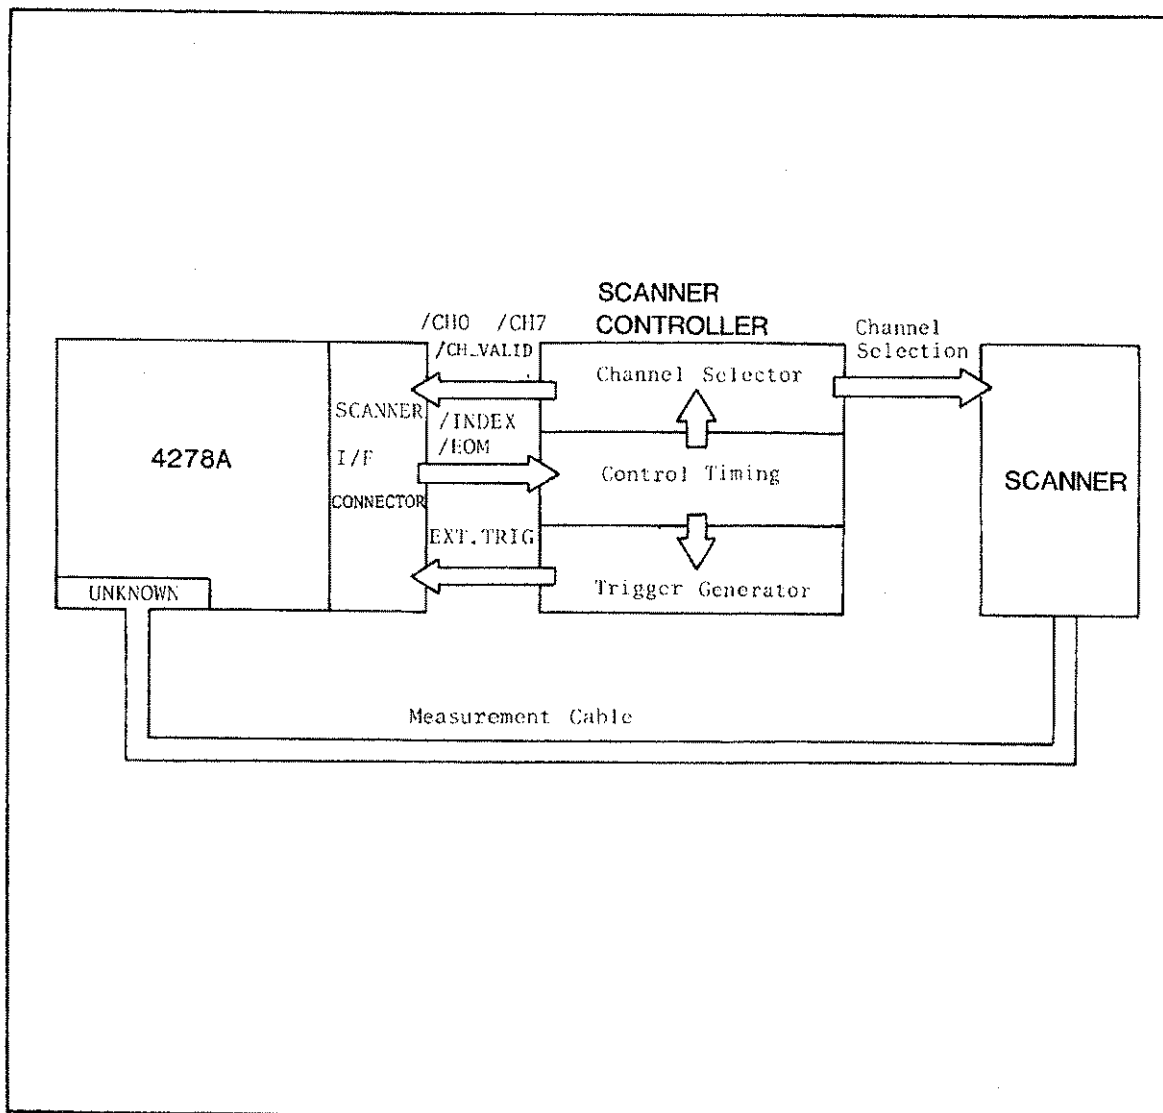 SCANNER
CONTROLLER
/CH0 /CH7
/CH_VALID
Channel
Selection
Channel Selector
SCANNER
I/F
CONNECTOR
/INDEX
/EOM
4278A
Control Timing
SCANNER
EXT.TRIG
UNKNOWN
Trigger Generator
Measurement Cable